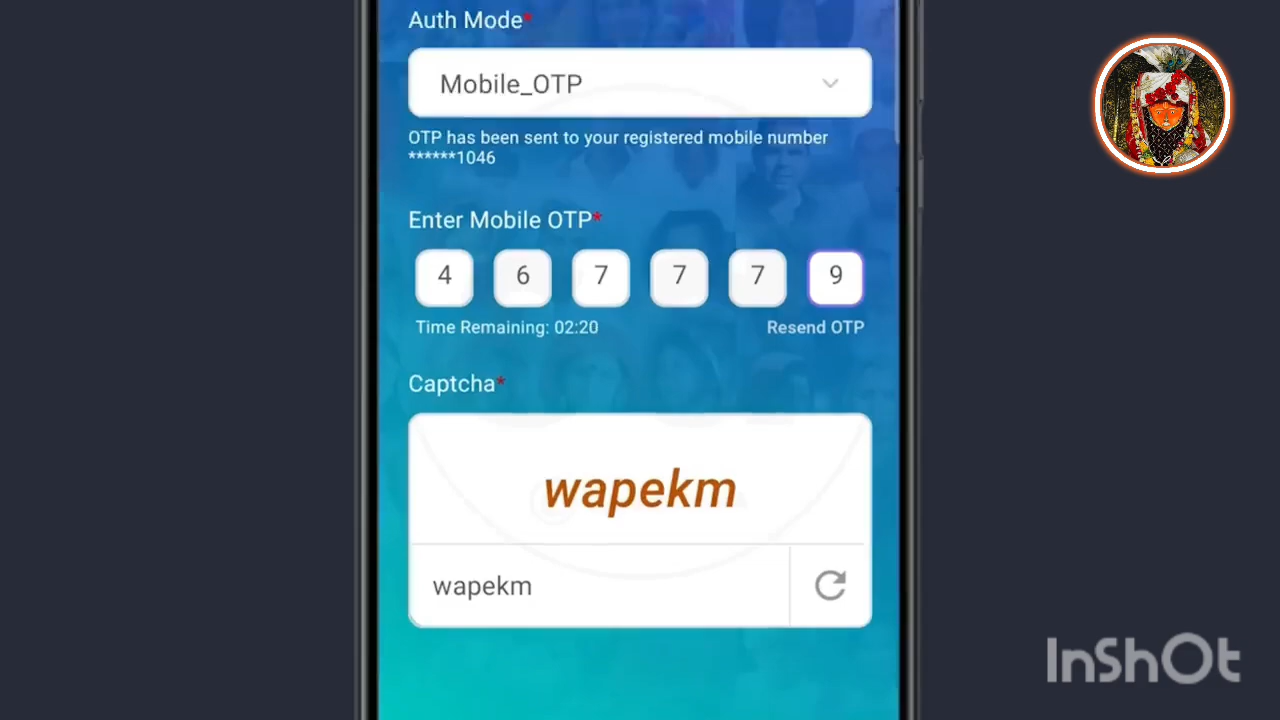 Auth Mode*
Mobile_OTP
OTP has been sent to your registered mobile number
******1046
Enter Mobile OTP*
4 6 7 7 7 9
Time Remaining: 02:20 Resend OTP
Captcha*
wapekm
wapekm
InShOt